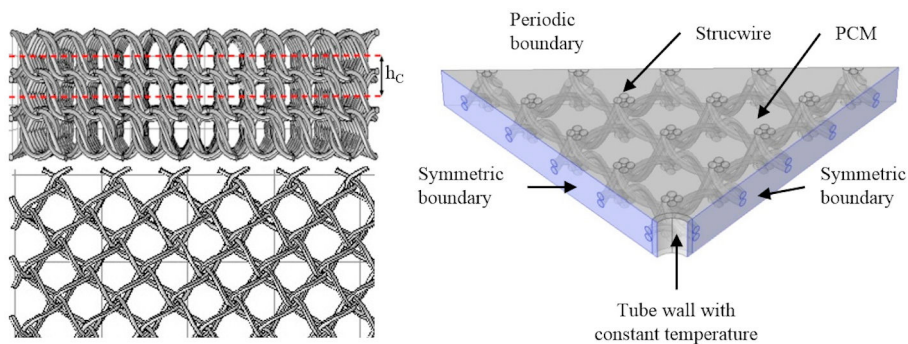 h_C
Periodic
boundary
Strucwire
PCM
Symmetric
boundary
Symmetric
boundary
Tube wall with
constant temperature